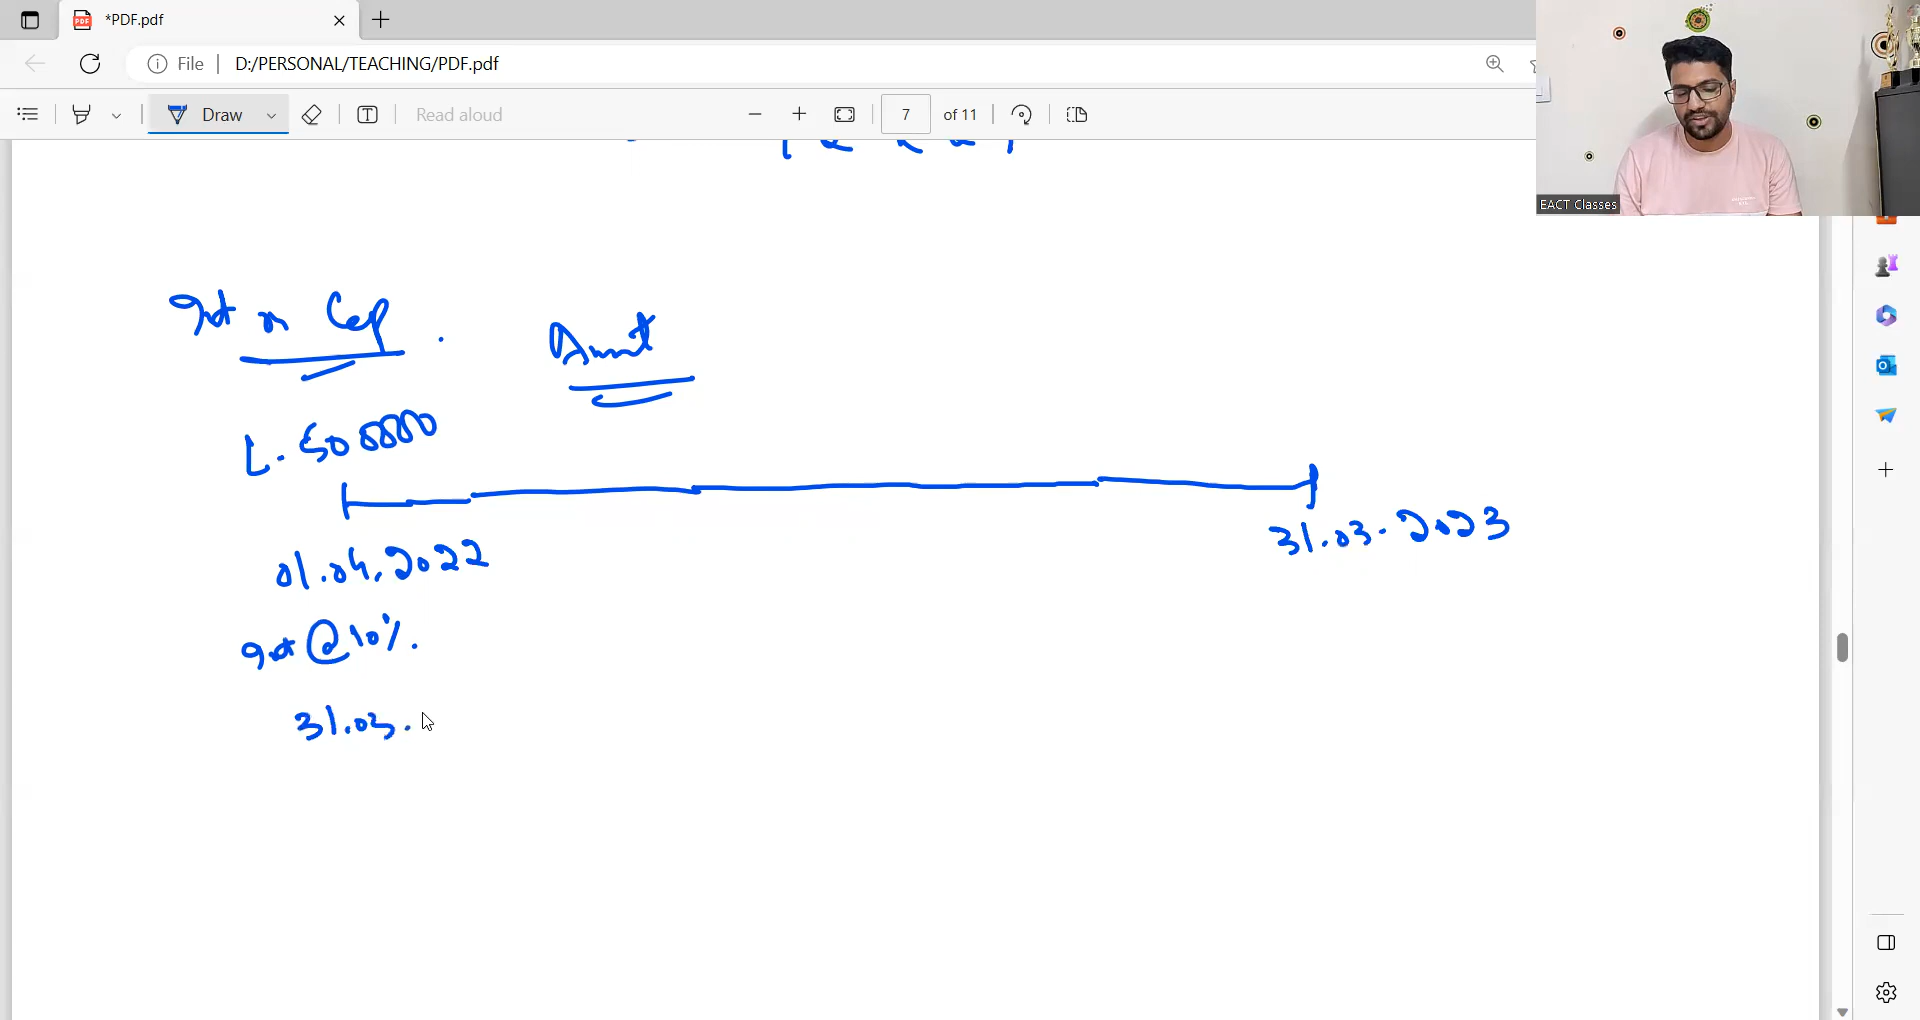 *PDF.pdf
File D:/PERSONAL/TEACHING/PDF.pdf
Draw
Read aloud
7 of 11
EACT Classes
Int on Cap.
Amt
L-500000
01.04.2022
31.03.2023
Int @ 10%.
31.03.